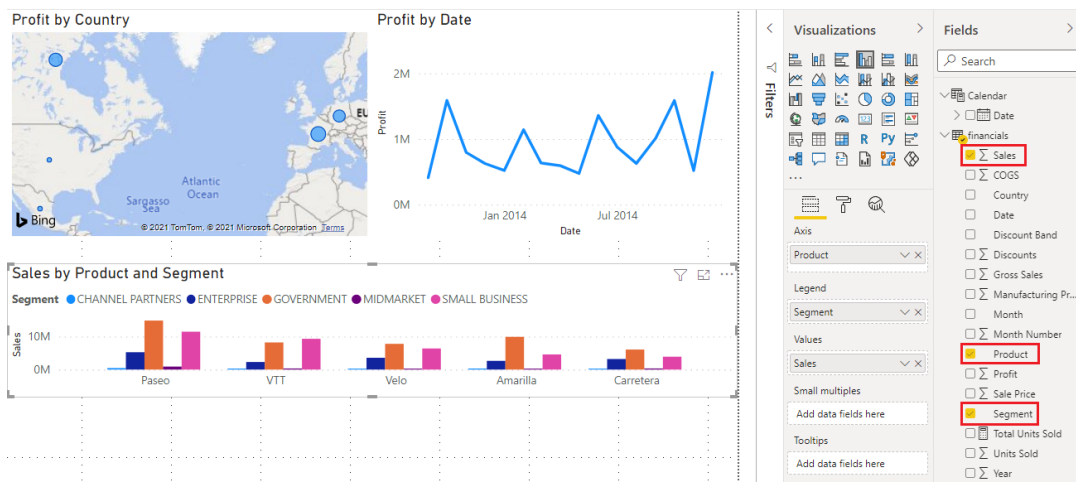 Profit by Country
Atlantic
Ocean
Sargasso
Sea
EU
Bing
© 2021 TomTom, © 2021 Microsoft Corporation Terms
Profit by Date
2M
1M
0M
Profit
Jan 2014
Jul 2014
Date
Sales by Product and Segment
Segment CHANNEL PARTNERS ENTERPRISE GOVERNMENT MIDMARKET SMALL BUSINESS
Sales
10M
0M
Paseo
VTT
Velo
Amarilla
Carretera
Filters
Visualizations
R
Py
123
...
Axis
Product
Legend
Segment
Values
Sales
Small multiples
Add data fields here
Tooltips
Add data fields here
Fields
Search
Calendar
Date
financials
Σ Sales
Σ COGS
Country
Date
Discount Band
Σ Discounts
Σ Gross Sales
Σ Manufacturing Pr...
Month
Σ Month Number
Product
Σ Profit
Σ Sale Price
Segment
Total Units Sold
Σ Units Sold
Σ Year